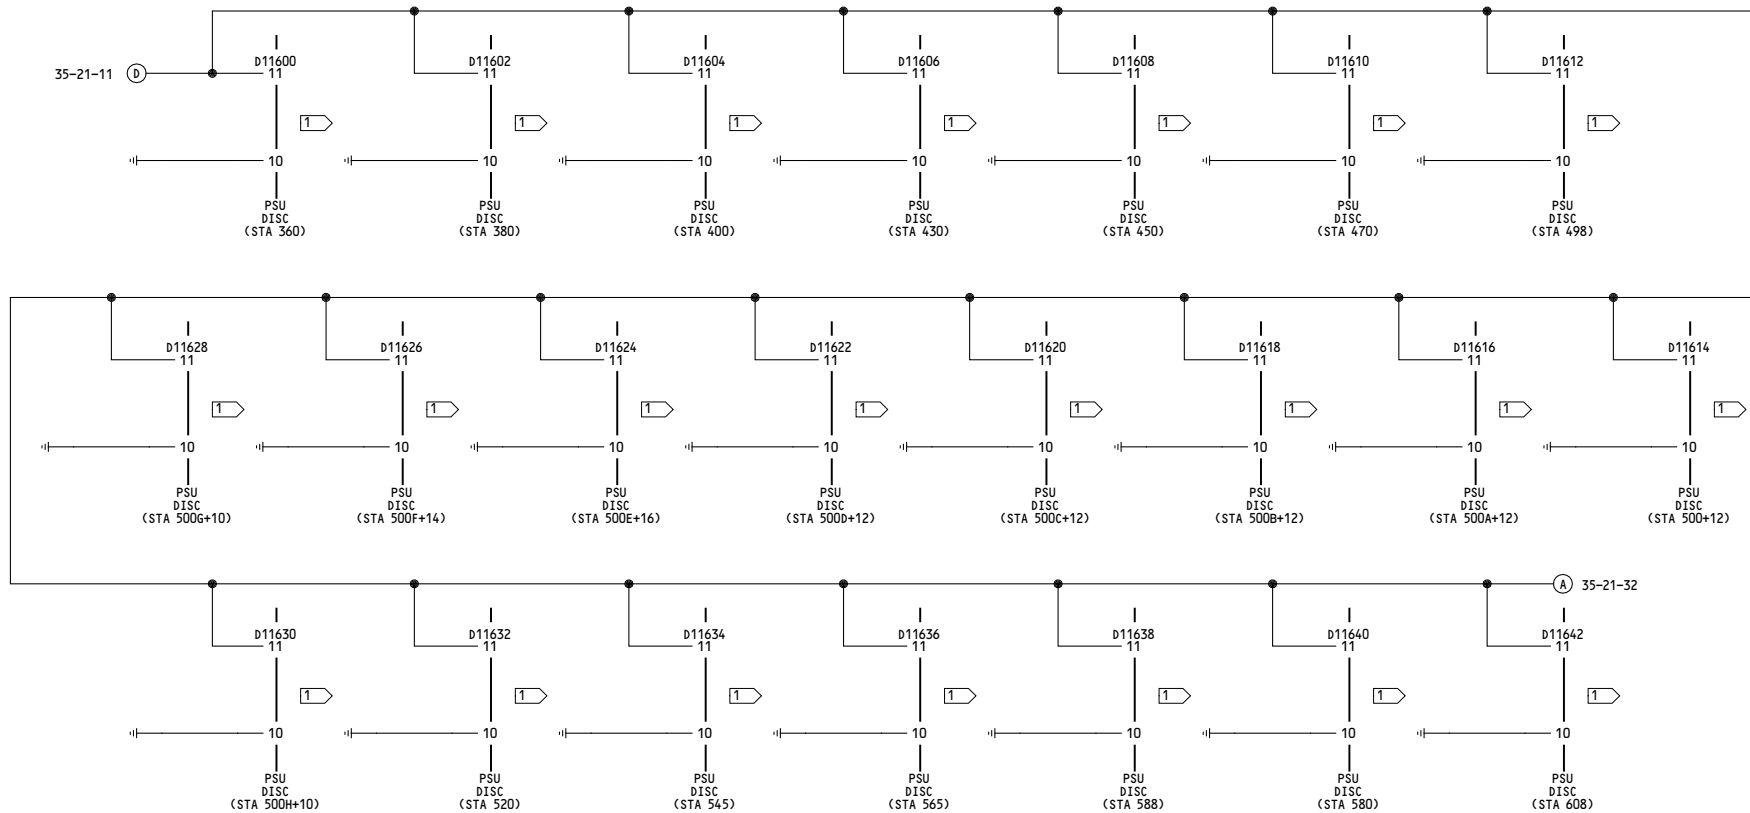 35-21-11 D
D11600 D11602 D11604 D11606 D11608 D11610 D11612
11 11 11 11 11 11 11
1 1 1 1 1 1 1
10 10 10 10 10 10 10
PSU PSU PSU PSU PSU PSU PSU
DISC DISC DISC DISC DISC DISC DISC
(STA 360) (STA 380) (STA 400) (STA 430) (STA 450) (STA 470) (STA 498)
D11628 D11626 D11624 D11622 D11620 D11618 D11616 D11614
11 11 11 11 11 11 11 11
1 1 1 1 1 1 1 1
10 10 10 10 10 10 10 10
PSU PSU PSU PSU PSU PSU PSU PSU
DISC DISC DISC DISC DISC DISC DISC DISC
(STA 500G+10) (STA 500F+14) (STA 500E+16) (STA 500D+12) (STA 500C+12) (STA 500B+12) (STA 500A+12) (STA 500+12)
A 35-21-32
D11630 D11632 D11634 D11636 D11638 D11640 D11642
11 11 11 11 11 11 11
1 1 1 1 1 1 1
10 10 10 10 10 10 10
PSU PSU PSU PSU PSU PSU PSU
DISC DISC DISC DISC DISC DISC DISC
(STA 500H+10) (STA 520) (STA 545) (STA 565) (STA 588) (STA 580) (STA 608)